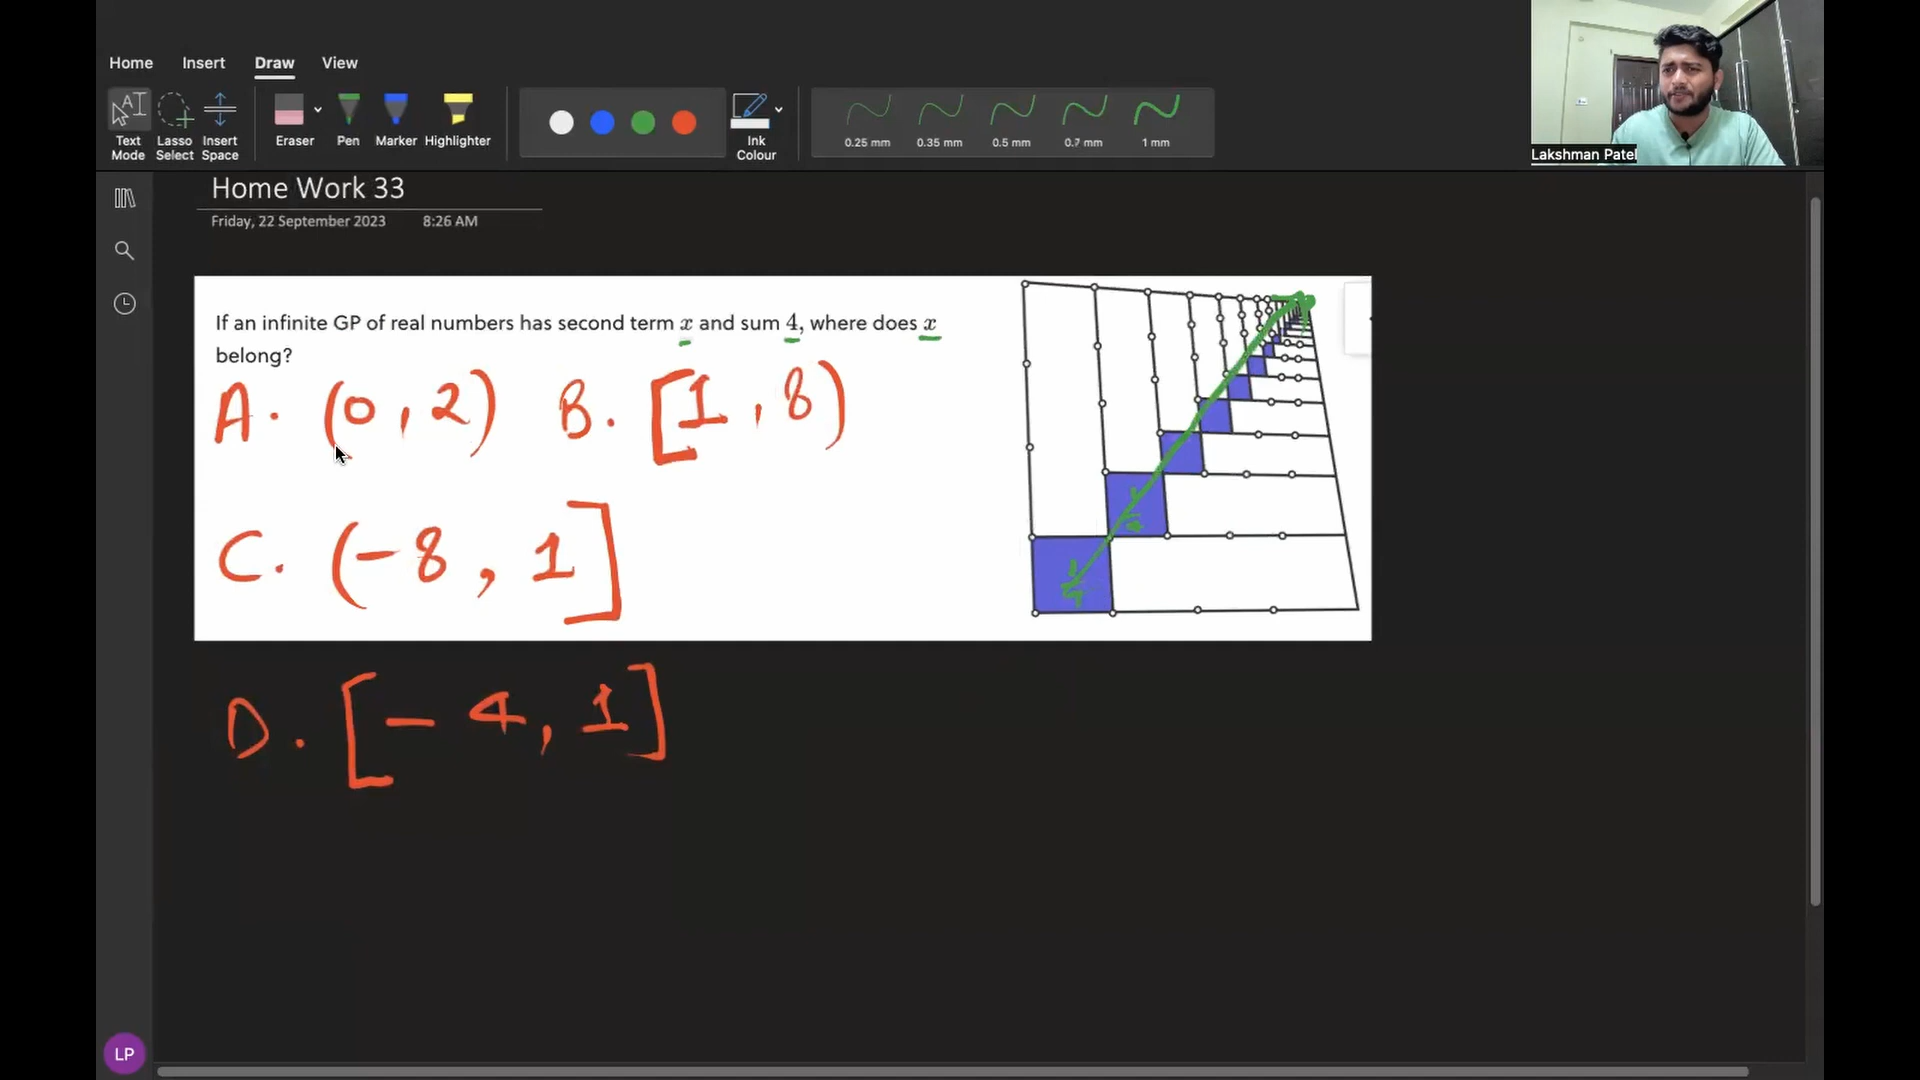 Home Insert Draw View
Text Mode Lasso Select Insert Space Eraser Pen Marker Highlighter Ink Colour 0.25 mm 0.35 mm 0.5 mm 0.7 mm 1 mm
Lakshman Patel
Home Work 33
Friday, 22 September 2023 8:26 AM
If an infinite GP of real numbers has second term x and sum 4, where does x
belong?
A. (0, 2) B. [1, 8)
C. (-8, 1]
D. [-4, 1]
1/4
LP